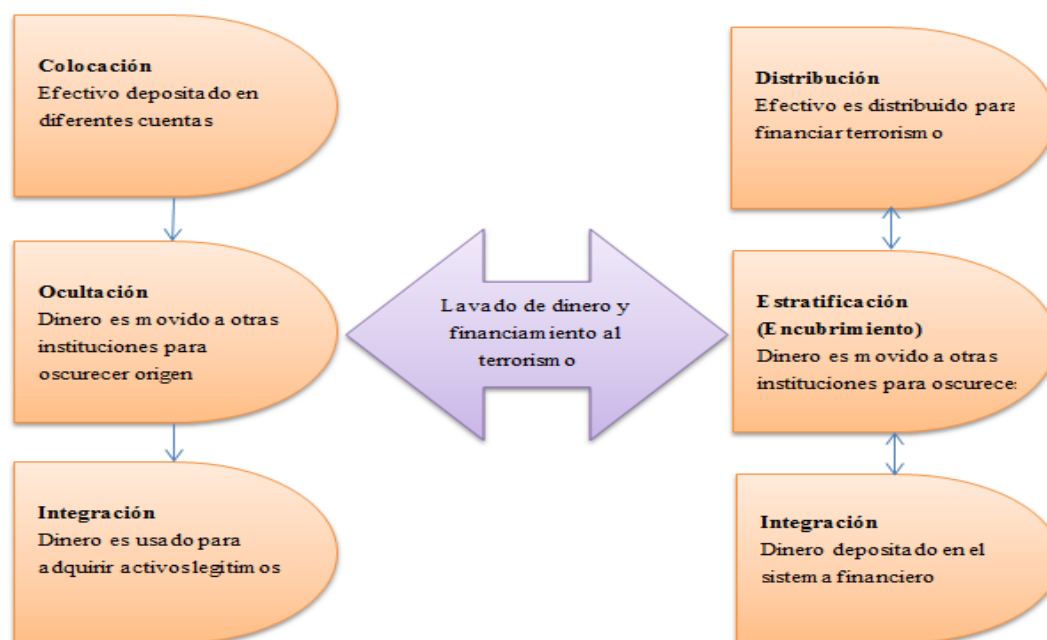 Colocación
Efectivo depositado en
diferentes cuentas
Ocultación
Dinero es movido a otras
instituciones para
oscurecer origen
Integración
Dinero es usado para
adquirir activos legitimos
Lavado de dinero y
financiamiento al
terrorismo
Distribución
Efectivo es distribuido para
financiar terrorismo
Estratificación
(Encubrimiento)
Dinero es movido a otras
instituciones para
Integración
Dinero depositado en el
sistema financiero